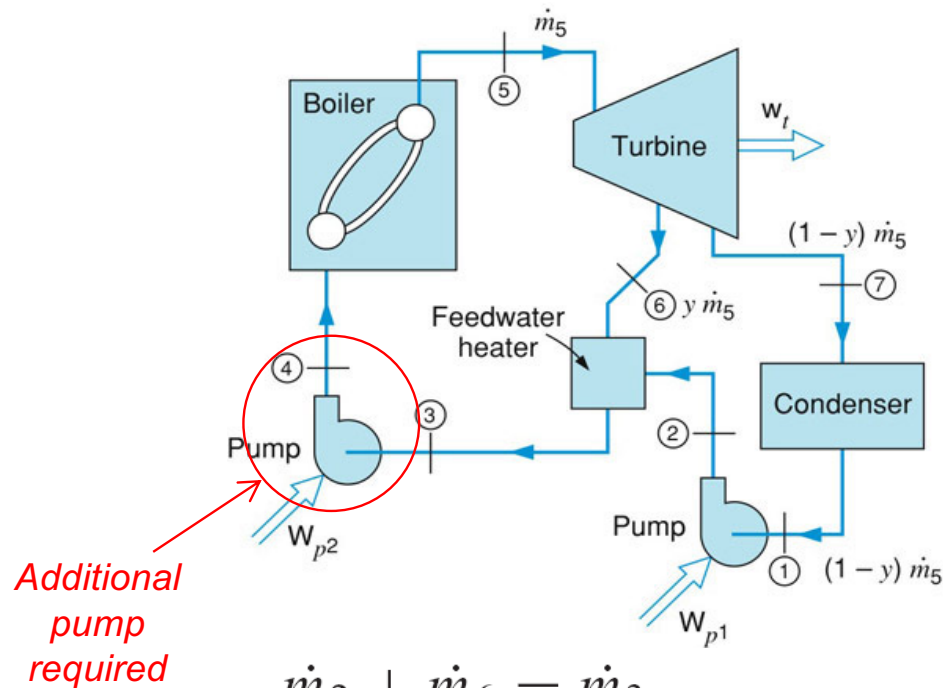 ṁ₅
⑤
Boiler
Turbine
wₜ
(1 − y) ṁ₅
⑦
⑥ y ṁ₅
Feedwater
heater
④
③
②
Condenser
Pump
Wₚ₂
Pump
①
(1 − y) ṁ₅
Wₚ₁
Additional
pump
required